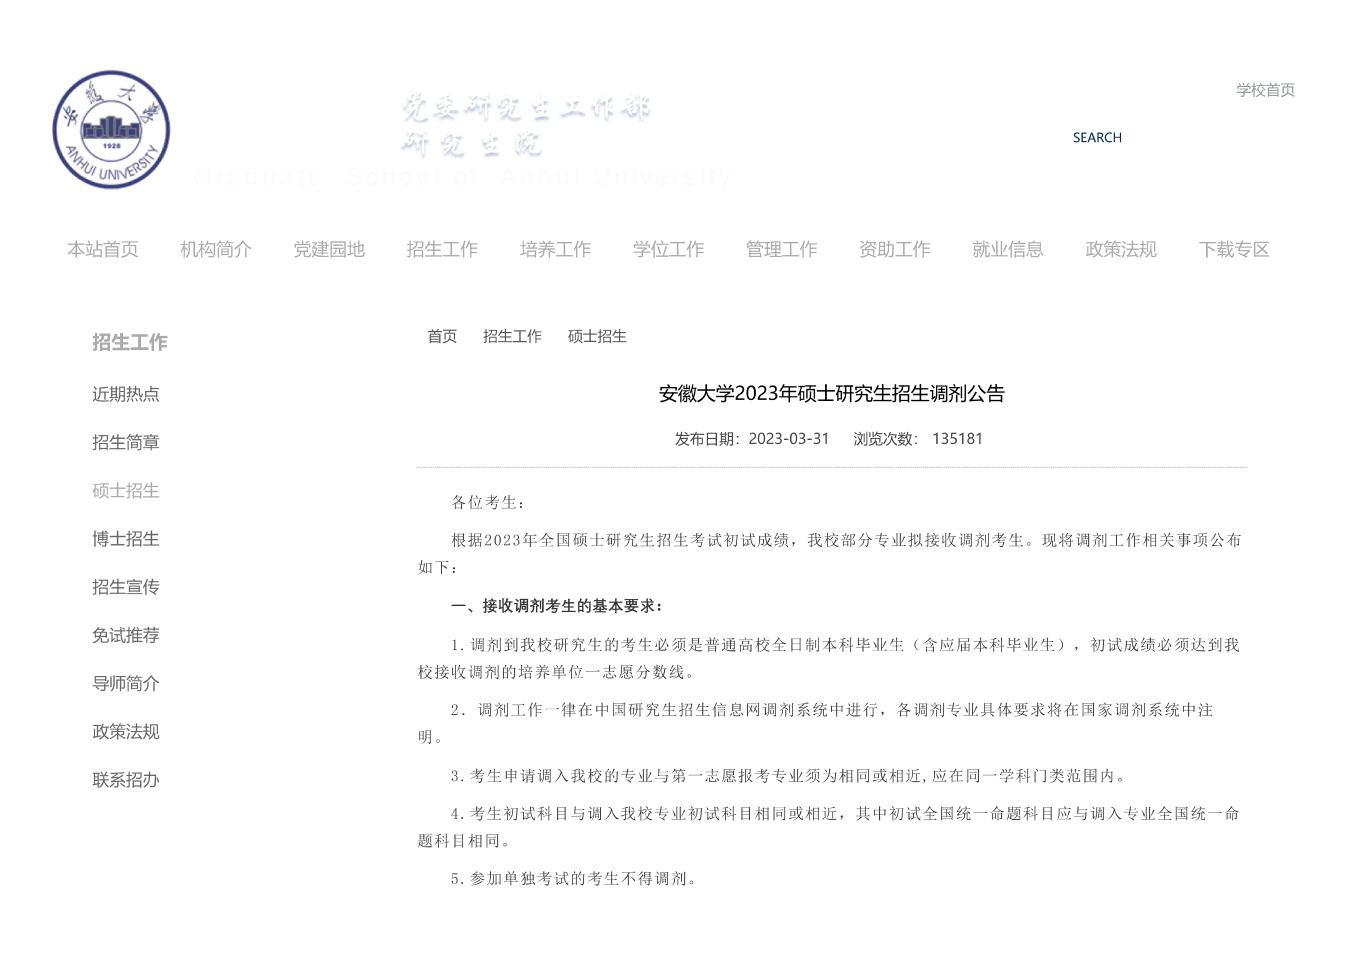 安徽大学
1928
ANHUI UNIVERSITY
党委研究生工作部
研究生院
Graduate School of Anhui University
学校首页
SEARCH
本站首页 机构简介 党建园地 招生工作 培养工作 学位工作 管理工作 资助工作 就业信息 政策法规 下载专区
招生工作
近期热点
招生简章
硕士招生
博士招生
招生宣传
免试推荐
导师简介
政策法规
联系招办
首页 招生工作 硕士招生
安徽大学2023年硕士研究生招生调剂公告
发布日期：2023-03-31 浏览次数： 135181
各位考生：
根据2023年全国硕士研究生招生考试初试成绩，我校部分专业拟接收调剂考生。现将调剂工作相关事项公布
如下：
一、接收调剂考生的基本要求：
1.调剂到我校研究生的考生必须是普通高校全日制本科毕业生（含应届本科毕业生），初试成绩必须达到我
校接收调剂的培养单位一志愿分数线。
2．调剂工作一律在中国研究生招生信息网调剂系统中进行，各调剂专业具体要求将在国家调剂系统中注
明。
3.考生申请调入我校的专业与第一志愿报考专业须为相同或相近,应在同一学科门类范围内。
4.考生初试科目与调入我校专业初试科目相同或相近，其中初试全国统一命题科目应与调入专业全国统一命
题科目相同。
5.参加单独考试的考生不得调剂。